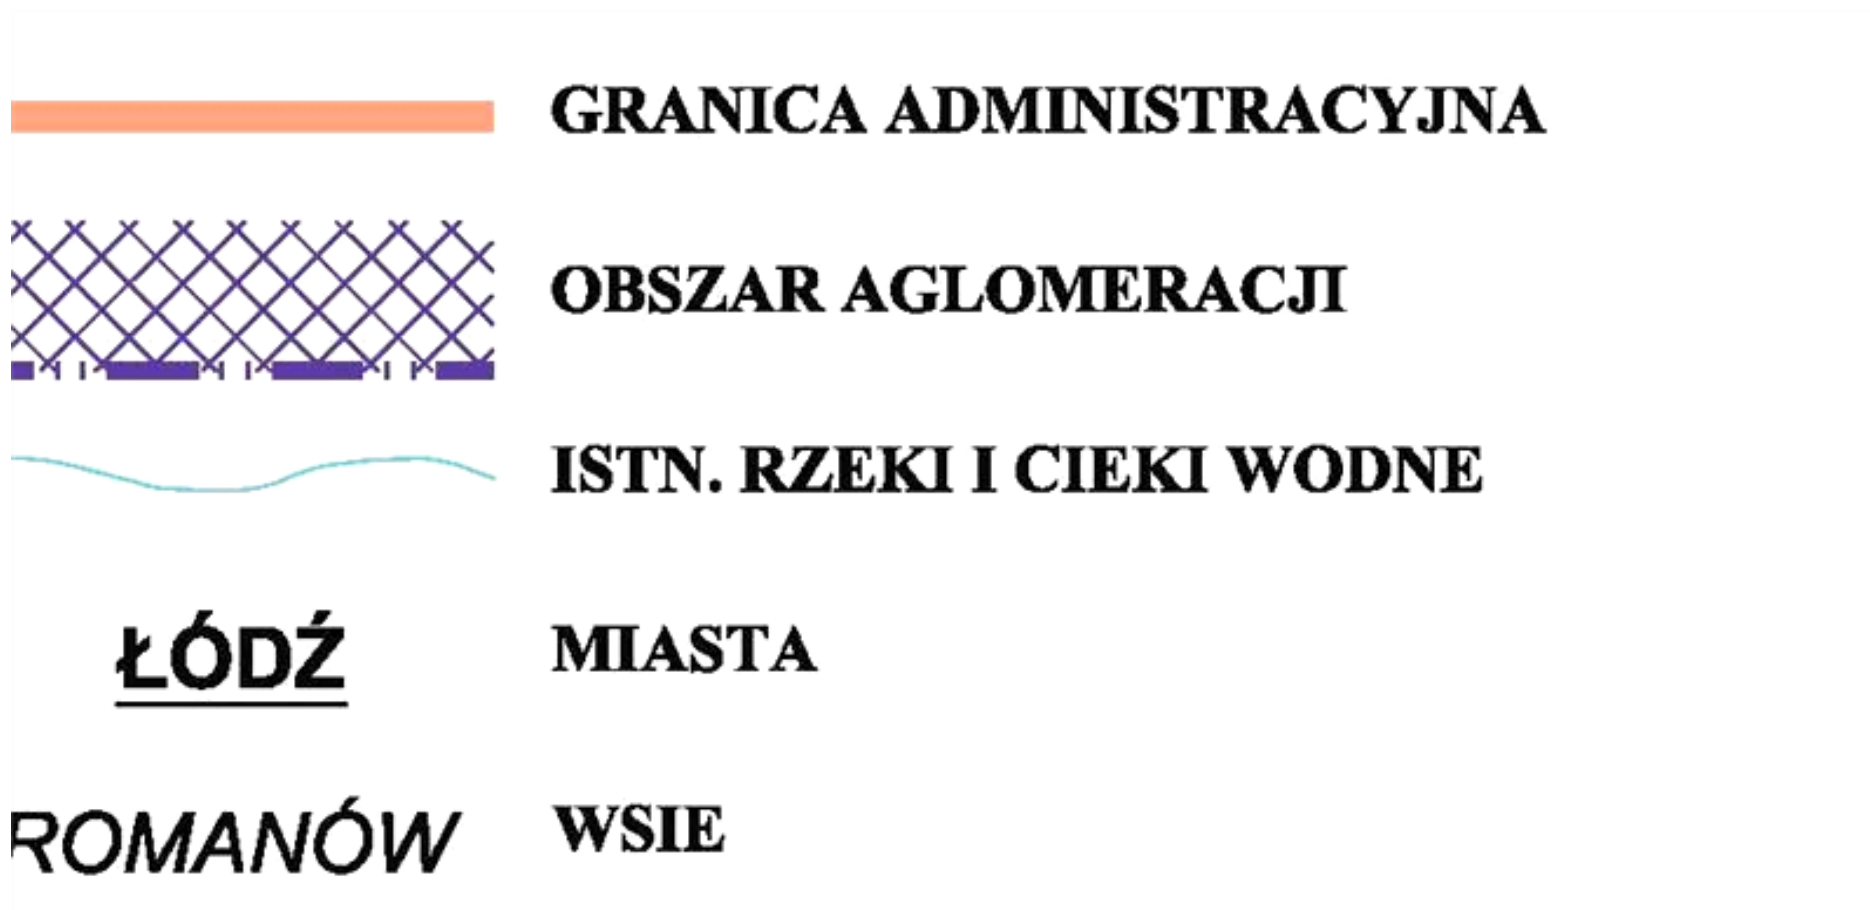 GRANICA ADMINISTRACYJNA
OBSZAR AGLOMERACJI
ISTN. RZEKI I CIEKI WODNE
ŁÓDŹ MIASTA
ROMANÓW WSIE